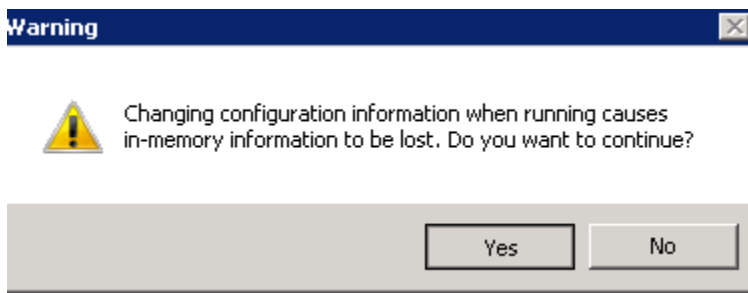 Warning
Changing configuration information when running causes
in-memory information to be lost. Do you want to continue?
Yes
No